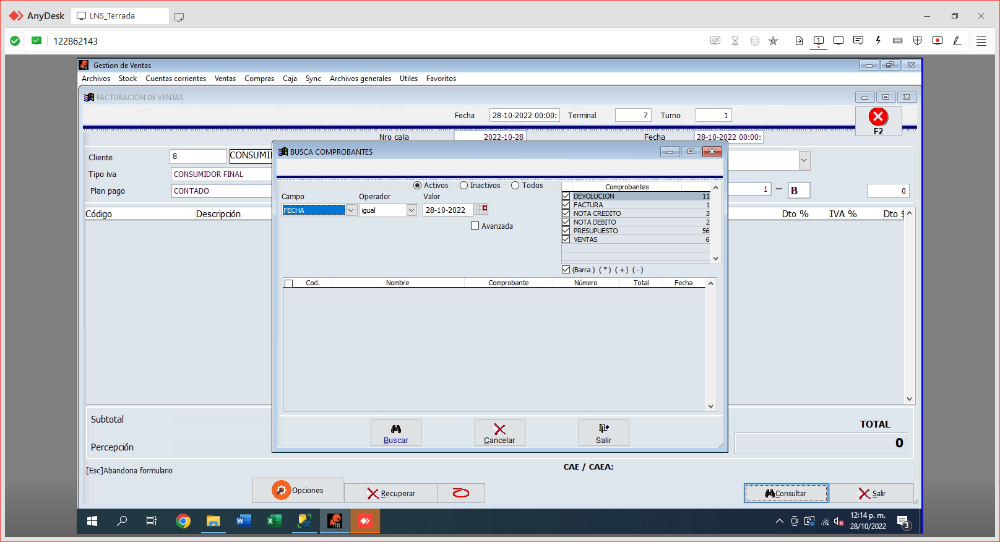 AnyDesk LNS_Terrada
122862143
Gestion de Ventas
Archivos Stock Cuentas corrientes Ventas Compras Caja Sync Archivos generales Utiles Favoritos
FACTURACIÓN DE VENTAS
Fecha 28-10-2022 00:00: Terminal 7 Turno 1
F2
Nro caja 2022-10-28 Fecha 28-10-2022 00:00:
Cliente 8 CONSUMI
Tipo iva CONSUMIDOR FINAL
Plan pago CONTADO
1 – B 0
Código Descripción Dto % IVA % Dto $
BUSCA COMPROBANTES
Activos Inactivos Todos
Campo Operador Valor
FECHA igual 28-10-2022
Avanzada
Comprobantes
DEVOLUCION 11
FACTURA 1
NOTA CREDITO 3
NOTA DEBITO 2
PRESUPUESTO 56
VENTAS 6
(Barra) (*) (+) (-)
Cod. Nombre Comprobante Número Total Fecha
Buscar Cancelar Salir
Subtotal
Percepción
TOTAL
0
[Esc]Abandona formulario
CAE / CAEA:
Opciones Recuperar Consultar Salir
12:14 p. m.
28/10/2022
3